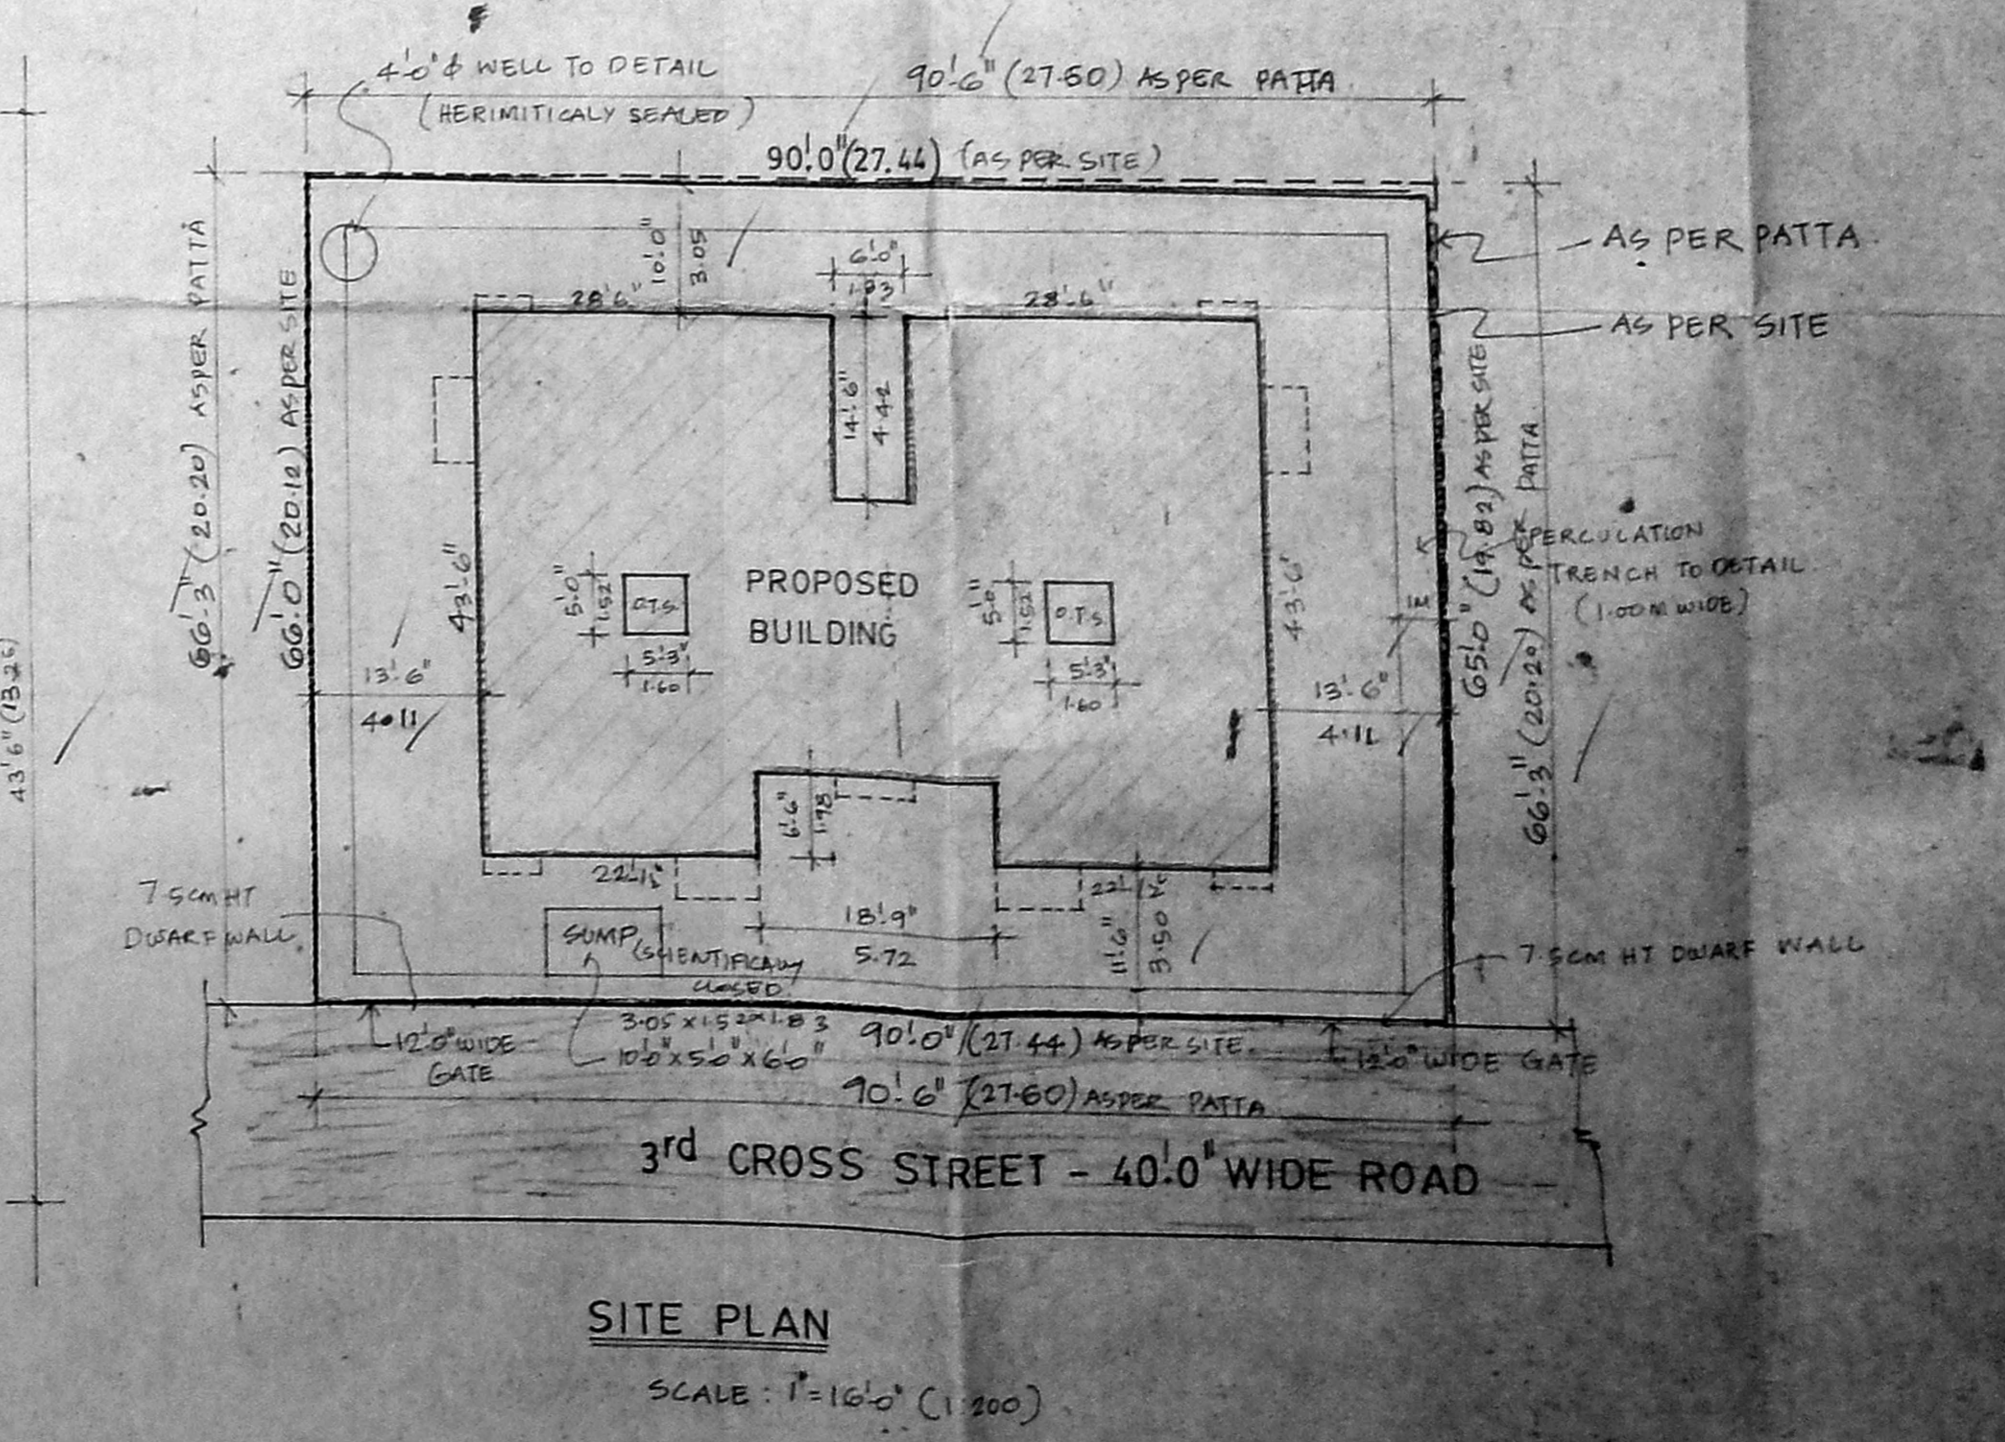 4'-0" ϕ WELL TO DETAIL
(HERIMITICALY SEALED)
90'-6" (27.60) AS PER PATTA
90'-0" (27.44) (AS PER SITE)
66'-3" (20.20) AS PER PATTA
66'-0" (20.12) AS PER SITE
10'-0"
3.05
6'-0"
1.83
28'-6"
28'-6"
AS PER PATTA
AS PER SITE
14'-6"
4.42
43'-6"
43'-6"
43'6" (13.26)
5'-0"
1.52
O.T.S.
5'-3"
1.60
PROPOSED
BUILDING
5'-0"
1.52
O.T.S.
5'-3"
1.60
65'-0" (19.82) AS PER SITE
66'-3" (20.20) AS PER PATTA
PERCULATION
TRENCH TO DETAIL
(1.00M WIDE)
1M
13'-6"
4.11
13'-6"
4.11
6'-6"
1.98
22'-1½"
22'-1½"
18'-9"
5.72
11'-6"
3.50
7.5CM HT
DWARF WALL
SUMP (SCIENTIFICALLY
CLOSED
7.5CM HT DWARF WALL
12'-0" WIDE
GATE
3.05 x 1.52 x 1.83
10'-0" x 5'-0" x 6'-0"
90'-0" (27.44) AS PER SITE
12'-0" WIDE GATE
90'-6" (27.60) AS PER PATTA
3rd CROSS STREET - 40'-0" WIDE ROAD
SITE PLAN
SCALE : 1" = 16'-0" (1:200)